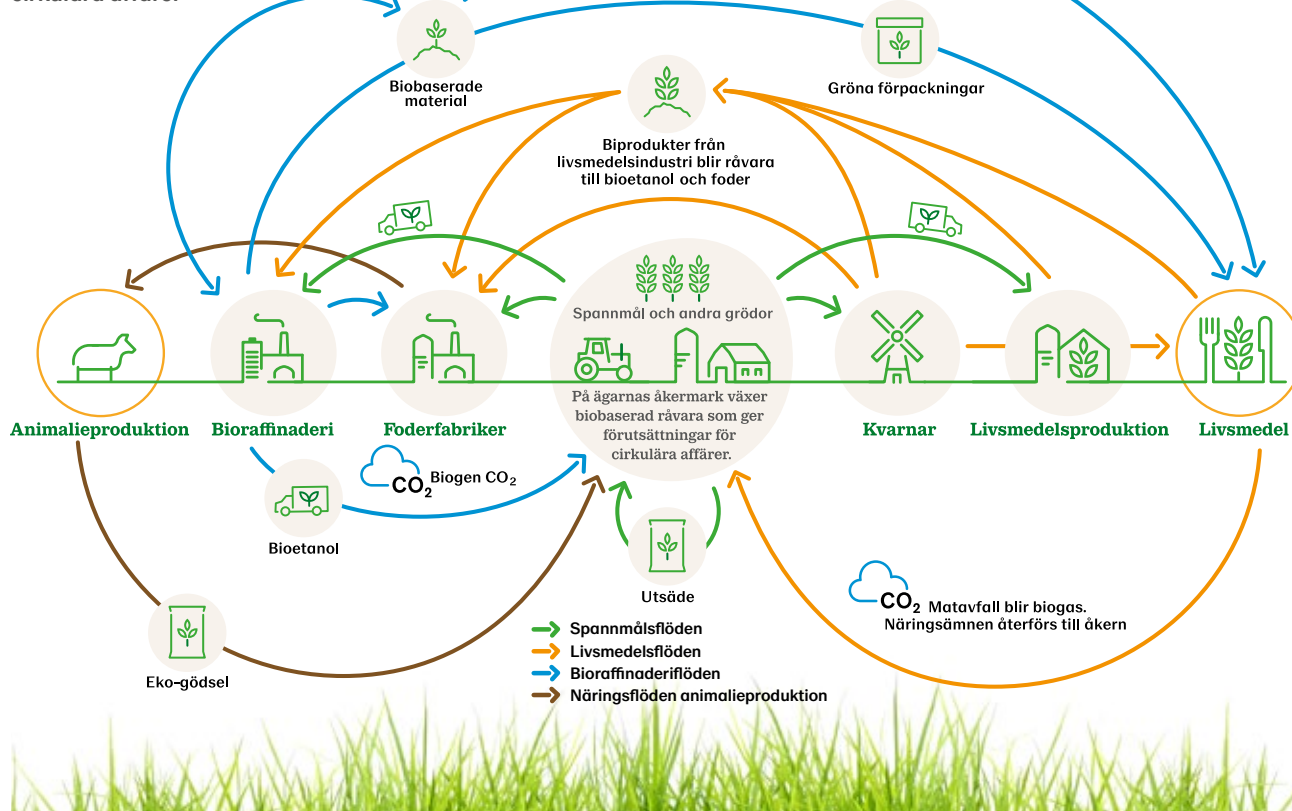 Biobaserade
material
Gröna förpackningar
Biprodukter från
livsmedelsindustri blir råvara
till bioetanol och foder
Spannmål och andra grödor
På ägarnas åkermark växer
biobaserad råvara som ger
förutsättningar för
cirkulära affärer.
Animalieproduktion
Bioraffinaderi
Foderfabriker
Kvarnar
Livsmedelsproduktion
Livsmedel
CO2 Biogen CO2
Bioetanol
Utsäde
CO2 Matavfall blir biogas.
Näringsämnen återförs till åkern
Eko-gödsel
Spannmålsflöden
Livsmedelsflöden
Bioraffinaderiflöden
Näringsflöden animalieproduktion